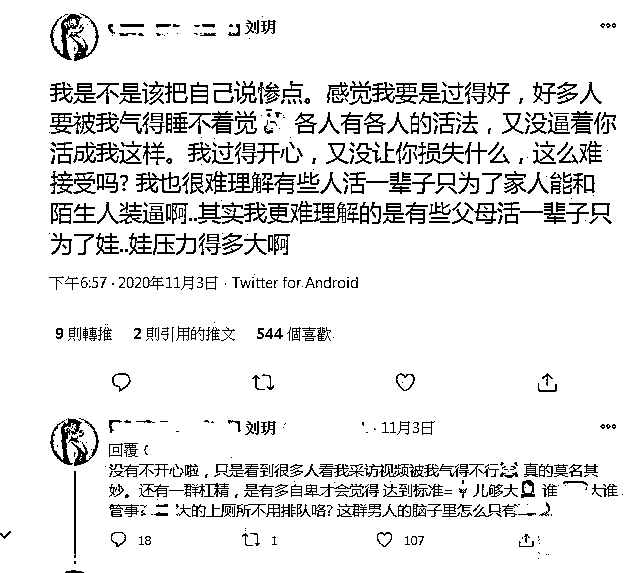 刘玥
我是不是该把自己说惨点。感觉我要是过得好，好多人
要被我气得睡不着觉 各人有各人的活法，又没逼着你
活成我这样。我过得开心，又没让你损失什么，这么难
接受吗？我也很难理解有些人活一辈子只为了家人能和
陌生人装逼啊..其实我更难理解的是有些父母活一辈子只
为了娃..娃压力得多大啊
下午6:57 · 2020年11月3日 · Twitter for Android
9 則轉推 2 則引用的推文 544 個喜歡
刘玥 · 11月3日
回覆
没有不开心啦，只是看到很多人看我采访视频被我气得不行 真的莫名其
妙。还有一群杠精，是有多自卑才会觉得 达到标准= 儿够大 谁 大谁
管事 大的上厕所不用排队咯？这群男人的脑子里怎么只有
18 1 107